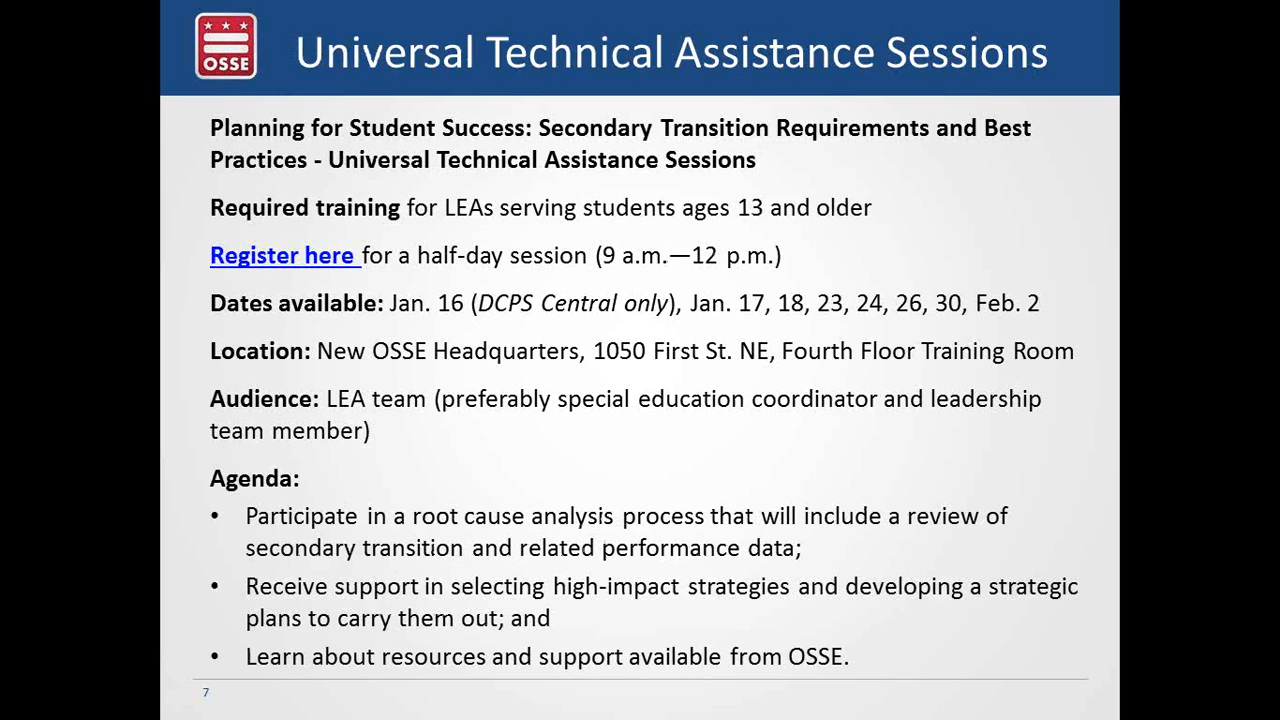 OSSE
Universal Technical Assistance Sessions
Planning for Student Success: Secondary Transition Requirements and Best
Practices - Universal Technical Assistance Sessions
Required training for LEAs serving students ages 13 and older
Register here for a half-day session (9 a.m.—12 p.m.)
Dates available: Jan. 16 (DCPS Central only), Jan. 17, 18, 23, 24, 26, 30, Feb. 2
Location: New OSSE Headquarters, 1050 First St. NE, Fourth Floor Training Room
Audience: LEA team (preferably special education coordinator and leadership
team member)
Agenda:
• Participate in a root cause analysis process that will include a review of
secondary transition and related performance data;
• Receive support in selecting high-impact strategies and developing a strategic
plans to carry them out; and
• Learn about resources and support available from OSSE.
7